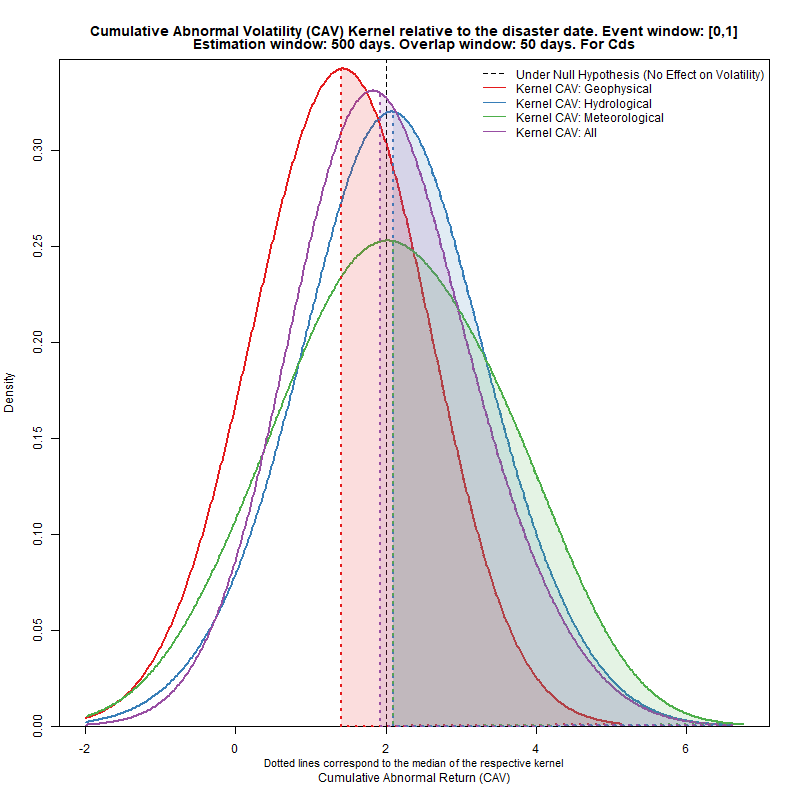 Cumulative Abnormal Volatility (CAV) Kernel relative to the disaster date. Event window: [0,1]
Estimation window: 500 days. Overlap window: 50 days. For Cds
Under Null Hypothesis (No Effect on Volatility)
Kernel CAV: Geophysical
Kernel CAV: Hydrological
Kernel CAV: Meteorological
Kernel CAV: All
Density
0.30
0.25
0.20
0.15
0.10
0.05
0.00
-2 0 2 4 6
Dotted lines correspond to the median of the respective kernel
Cumulative Abnormal Return (CAV)